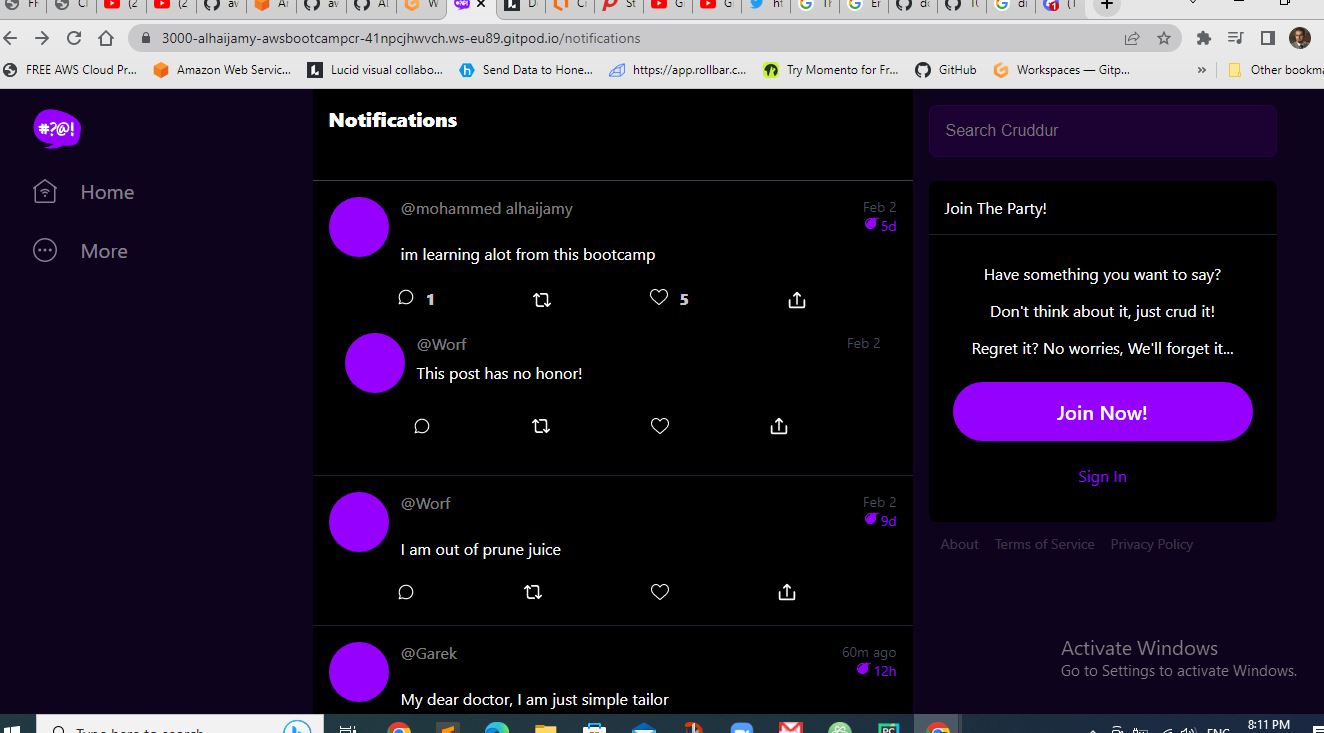 3000-alhaijamy-awsbootcampcr-41npcjhwvch.ws-eu89.gitpod.io/notifications
FREE AWS Cloud Pr... Amazon Web Servic... Lucid visual collabo... Send Data to Hone... https://app.rollbar.c... Try Momento for Fr... GitHub Workspaces — Gitp... » Other bookma
#?@!
Home
More
Notifications
@mohammed alhaijamy Feb 2
5d
im learning alot from this bootcamp
1 5
@Worf Feb 2
This post has no honor!
@Worf Feb 2
9d
I am out of prune juice
@Garek 60m ago
12h
My dear doctor, I am just simple tailor
Search Cruddur
Join The Party!
Have something you want to say?
Don't think about it, just crud it!
Regret it? No worries, We'll forget it...
Join Now!
Sign In
About Terms of Service Privacy Policy
Activate Windows
Go to Settings to activate Windows.
Type here to search
PC
ENG
8:11 PM